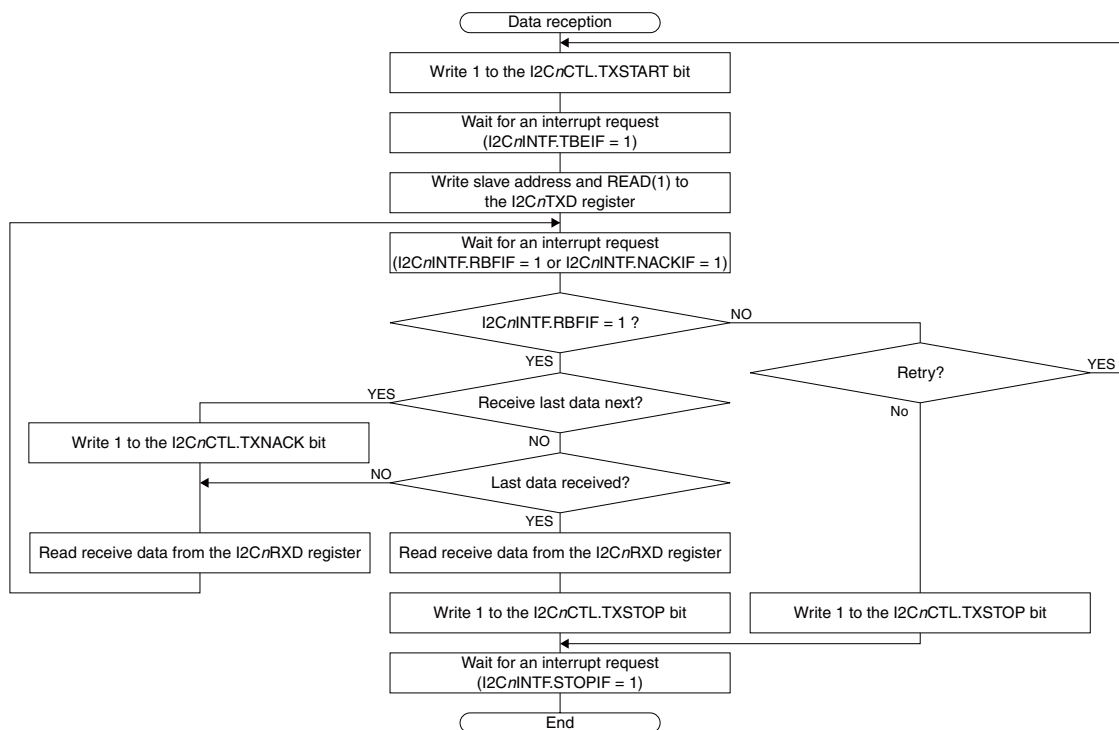 Data reception
Write 1 to the I2CnCTL.TXSTART bit
Wait for an interrupt request
(I2CnINTF.TBEIF = 1)
Write slave address and READ(1) to
the I2CnTXD register
Wait for an interrupt request
(I2CnINTF.RBFIF = 1 or I2CnINTF.NACKIF = 1)
I2CnINTF.RBFIF = 1 ?
NO
YES
Retry?
YES
No
YES
Receive last data next?
NO
Write 1 to the I2CnCTL.TXNACK bit
NO
Last data received?
YES
Read receive data from the I2CnRXD register
Read receive data from the I2CnRXD register
Write 1 to the I2CnCTL.TXSTOP bit
Write 1 to the I2CnCTL.TXSTOP bit
Wait for an interrupt request
(I2CnINTF.STOPIF = 1)
End